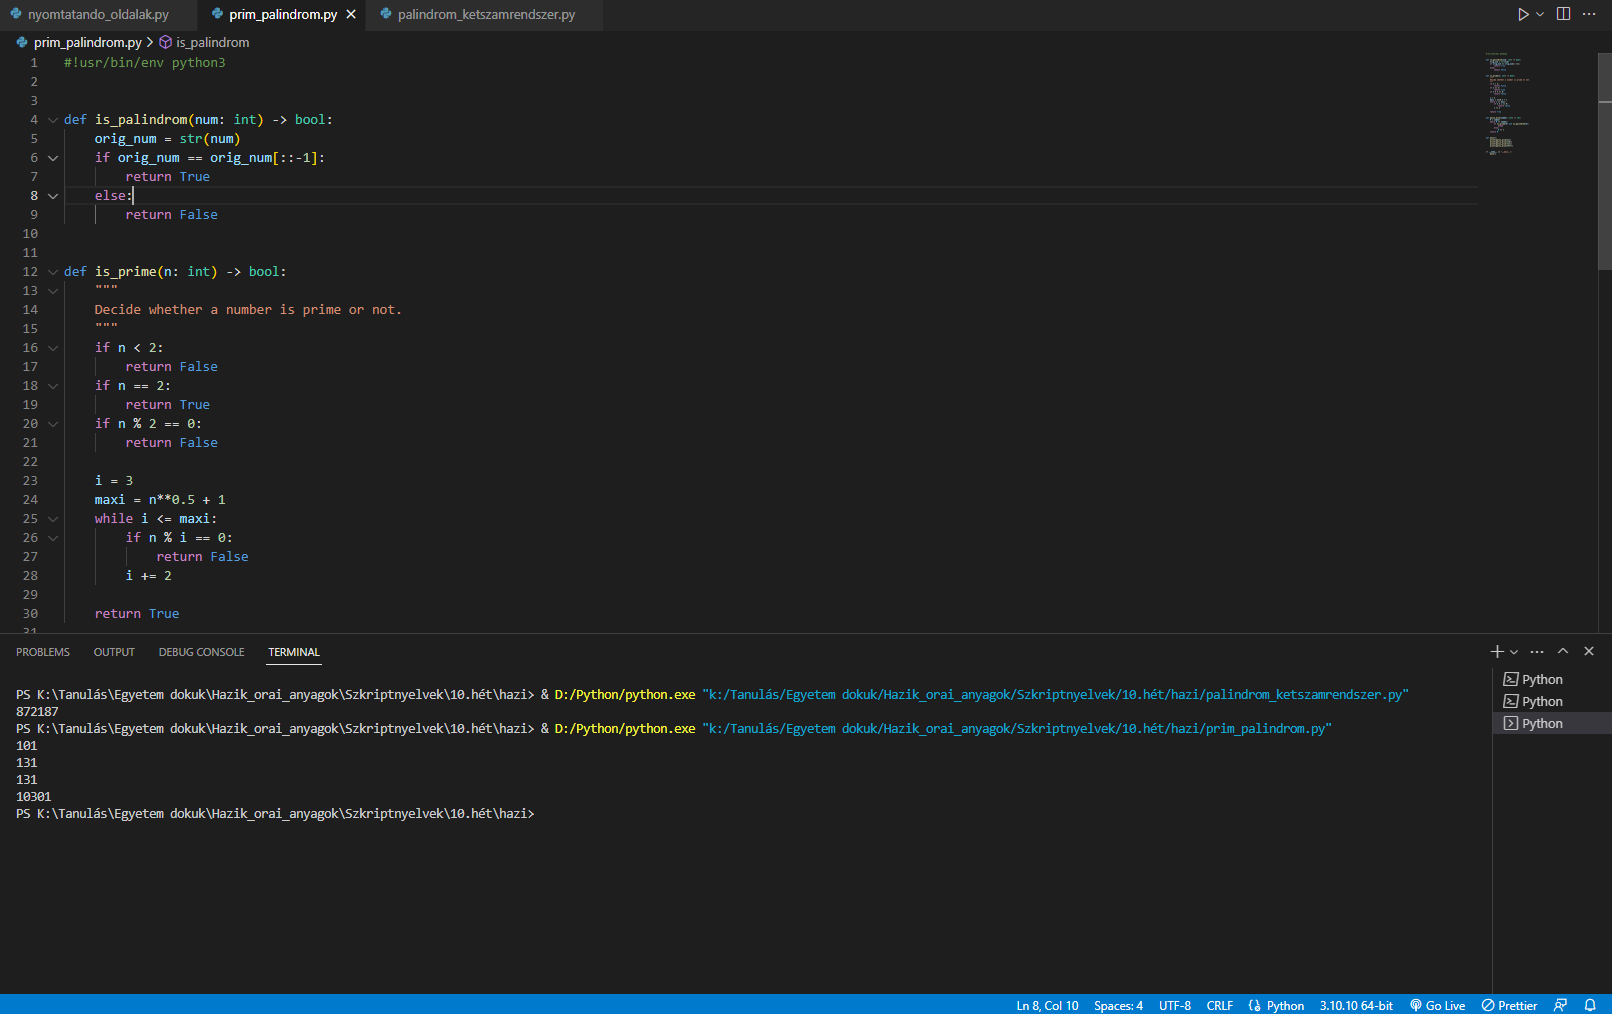 nyomtatando_oldalak.py prim_palindrom.py palindrom_ketszamrendszer.py
prim_palindrom.py > is_palindrom
1 #!usr/bin/env python3
2
3
4 def is_palindrom(num: int) -> bool:
5 orig_num = str(num)
6 if orig_num == orig_num[::-1]:
7 return True
8 else:
9 return False
10
11
12 def is_prime(n: int) -> bool:
13 """
14 Decide whether a number is prime or not.
15 """
16 if n < 2:
17 return False
18 if n == 2:
19 return True
20 if n % 2 == 0:
21 return False
22
23 i = 3
24 maxi = n**0.5 + 1
25 while i <= maxi:
26 if n % i == 0:
27 return False
28 i += 2
29
30 return True
31
PROBLEMS OUTPUT DEBUG CONSOLE TERMINAL
PS K:\Tanulás\Egyetem dokuk\Hazik_orai_anyagok\Szkriptnyelvek\10.hét\hazi> & D:/Python/python.exe "k:/Tanulás/Egyetem dokuk/Hazik_orai_anyagok/Szkriptnyelvek/10.hét/hazi/palindrom_ketszamrendszer.py"
872187
PS K:\Tanulás\Egyetem dokuk\Hazik_orai_anyagok\Szkriptnyelvek\10.hét\hazi> & D:/Python/python.exe "k:/Tanulás/Egyetem dokuk/Hazik_orai_anyagok/Szkriptnyelvek/10.hét/hazi/prim_palindrom.py"
101
131
131
10301
PS K:\Tanulás\Egyetem dokuk\Hazik_orai_anyagok\Szkriptnyelvek\10.hét\hazi>
Python
Python
Python
Ln 8, Col 10 Spaces: 4 UTF-8 CRLF Python 3.10.10 64-bit Go Live Prettier